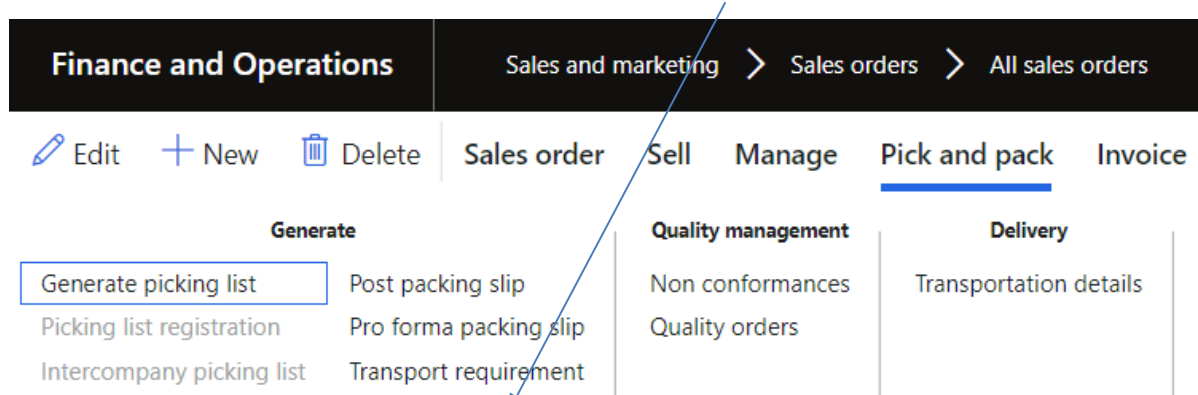 Finance and Operations Sales and marketing > Sales orders > All sales orders
Edit + New Delete Sales order Sell Manage Pick and pack Invoice
Generate Quality management Delivery
Generate picking list Post packing slip Non conformances Transportation details
Picking list registration Pro forma packing slip Quality orders
Intercompany picking list Transport requirement